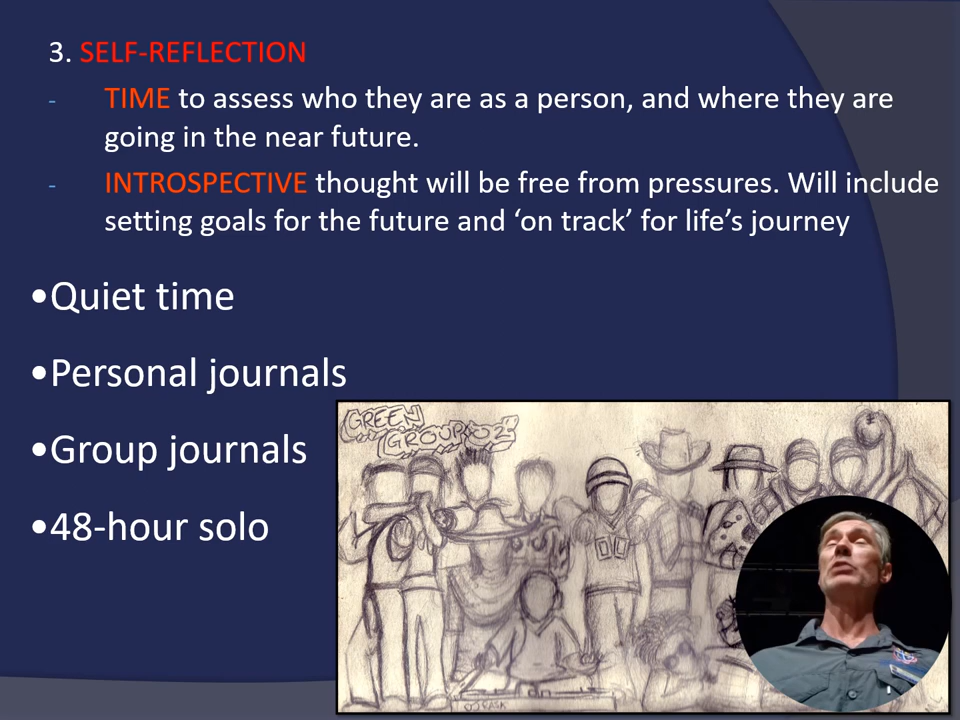 3. SELF-REFLECTION
- TIME to assess who they are as a person, and where they are
going in the near future.
- INTROSPECTIVE thought will be free from pressures. Will include
setting goals for the future and ‘on track’ for life’s journey
•Quiet time
•Personal journals
•Group journals
•48-hour solo
GREEN
GROUP 02